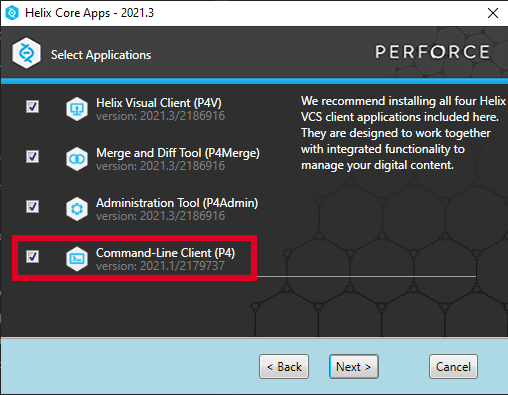 Helix Core Apps - 2021.3
Select Applications
PERFORCE
Helix Visual Client (P4V)
version: 2021.3/2186916
Merge and Diff Tool (P4Merge)
version: 2021.3/2186916
Administration Tool (P4Admin)
version: 2021.3/2186916
Command-Line Client (P4)
version: 2021.1/2179737
We recommend installing all four Helix
VCS client applications included here.
They are designed to work together
with integrated functionality to
manage your digital content.
< Back
Next >
Cancel